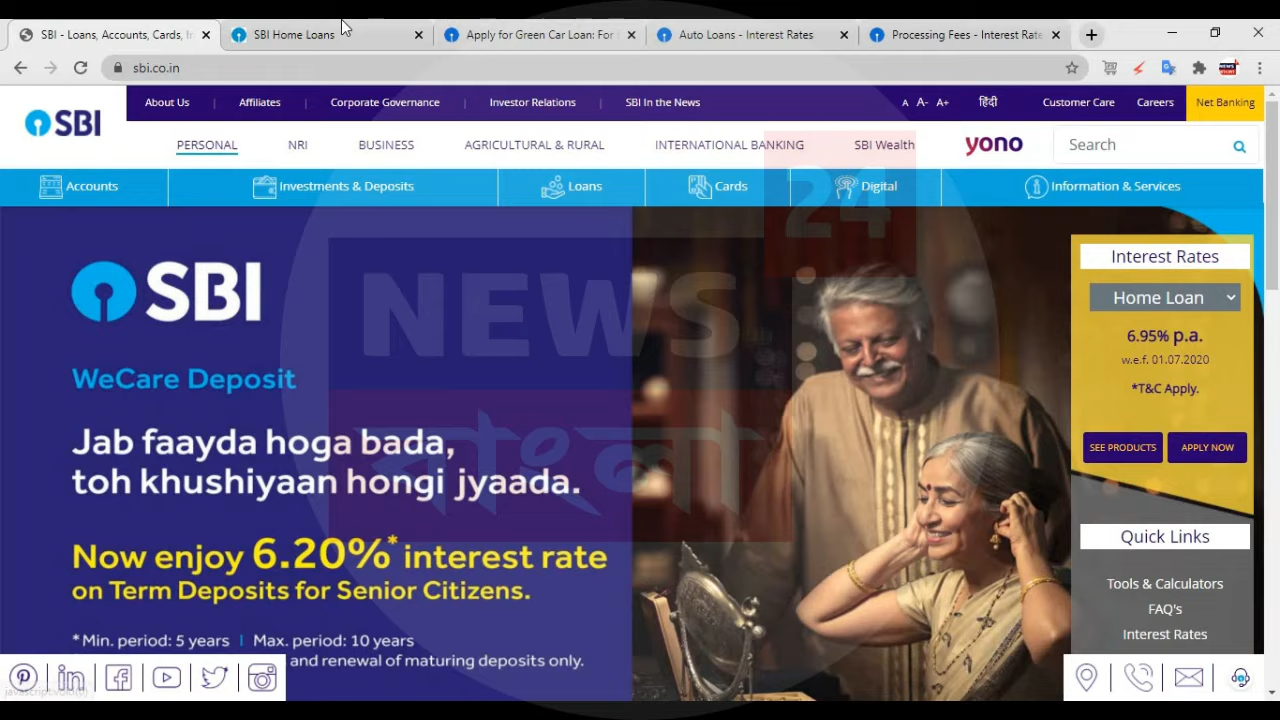 SBI - Loans, Accounts, Cards, In
SBI Home Loans
Apply for Green Car Loan: For E
Auto Loans - Interest Rates
Processing Fees - Interest Rate
sbi.co.in
SBI
About Us | Affiliates | Corporate Governance | Investor Relations | SBI In the News
A A- A+ हिंदी Customer Care Careers Net Banking
PERSONAL NRI BUSINESS AGRICULTURAL & RURAL INTERNATIONAL BANKING SBI Wealth yono Search
Accounts Investments & Deposits Loans Cards Digital Information & Services
24
NEWS
বাংলা
SBI
WeCare Deposit
Jab faayda hoga bada,
toh khushiyaan hongi jyaada.
Now enjoy 6.20%* interest rate
on Term Deposits for Senior Citizens.
*Min. period: 5 years | Max. period: 10 years
and renewal of maturing deposits only.
Interest Rates
Home Loan
6.95% p.a.
w.e.f. 01.07.2020
*T&C Apply.
SEE PRODUCTS APPLY NOW
Quick Links
Tools & Calculators
FAQ's
Interest Rates